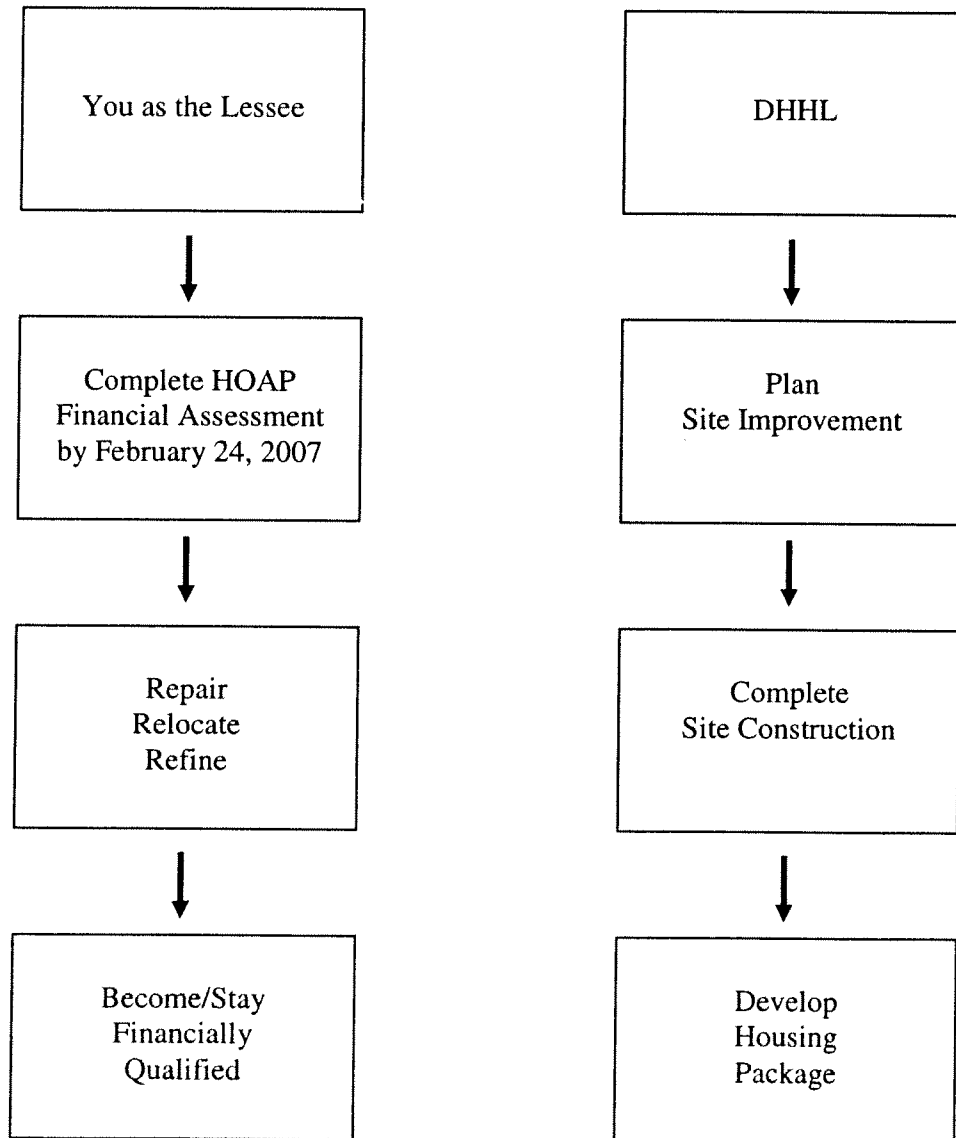 You as the Lessee
DHHL
Complete HOAP
Financial Assessment
by February 24, 2007
Plan
Site Improvement
Repair
Relocate
Refine
Complete
Site Construction
Become/Stay
Financially
Qualified
Develop
Housing
Package